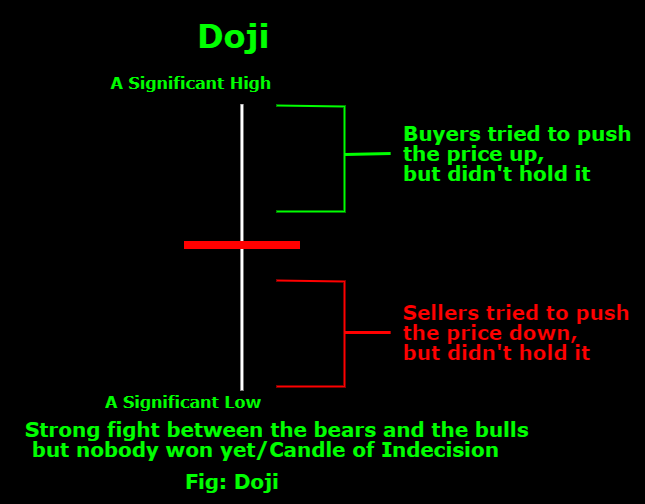 Doji
A Significant High
Buyers tried to push
the price up,
but didn't hold it
Sellers tried to push
the price down,
but didn't hold it
A Significant Low
Strong fight between the bears and the bulls
but nobody won yet/Candle of Indecision
Fig: Doji